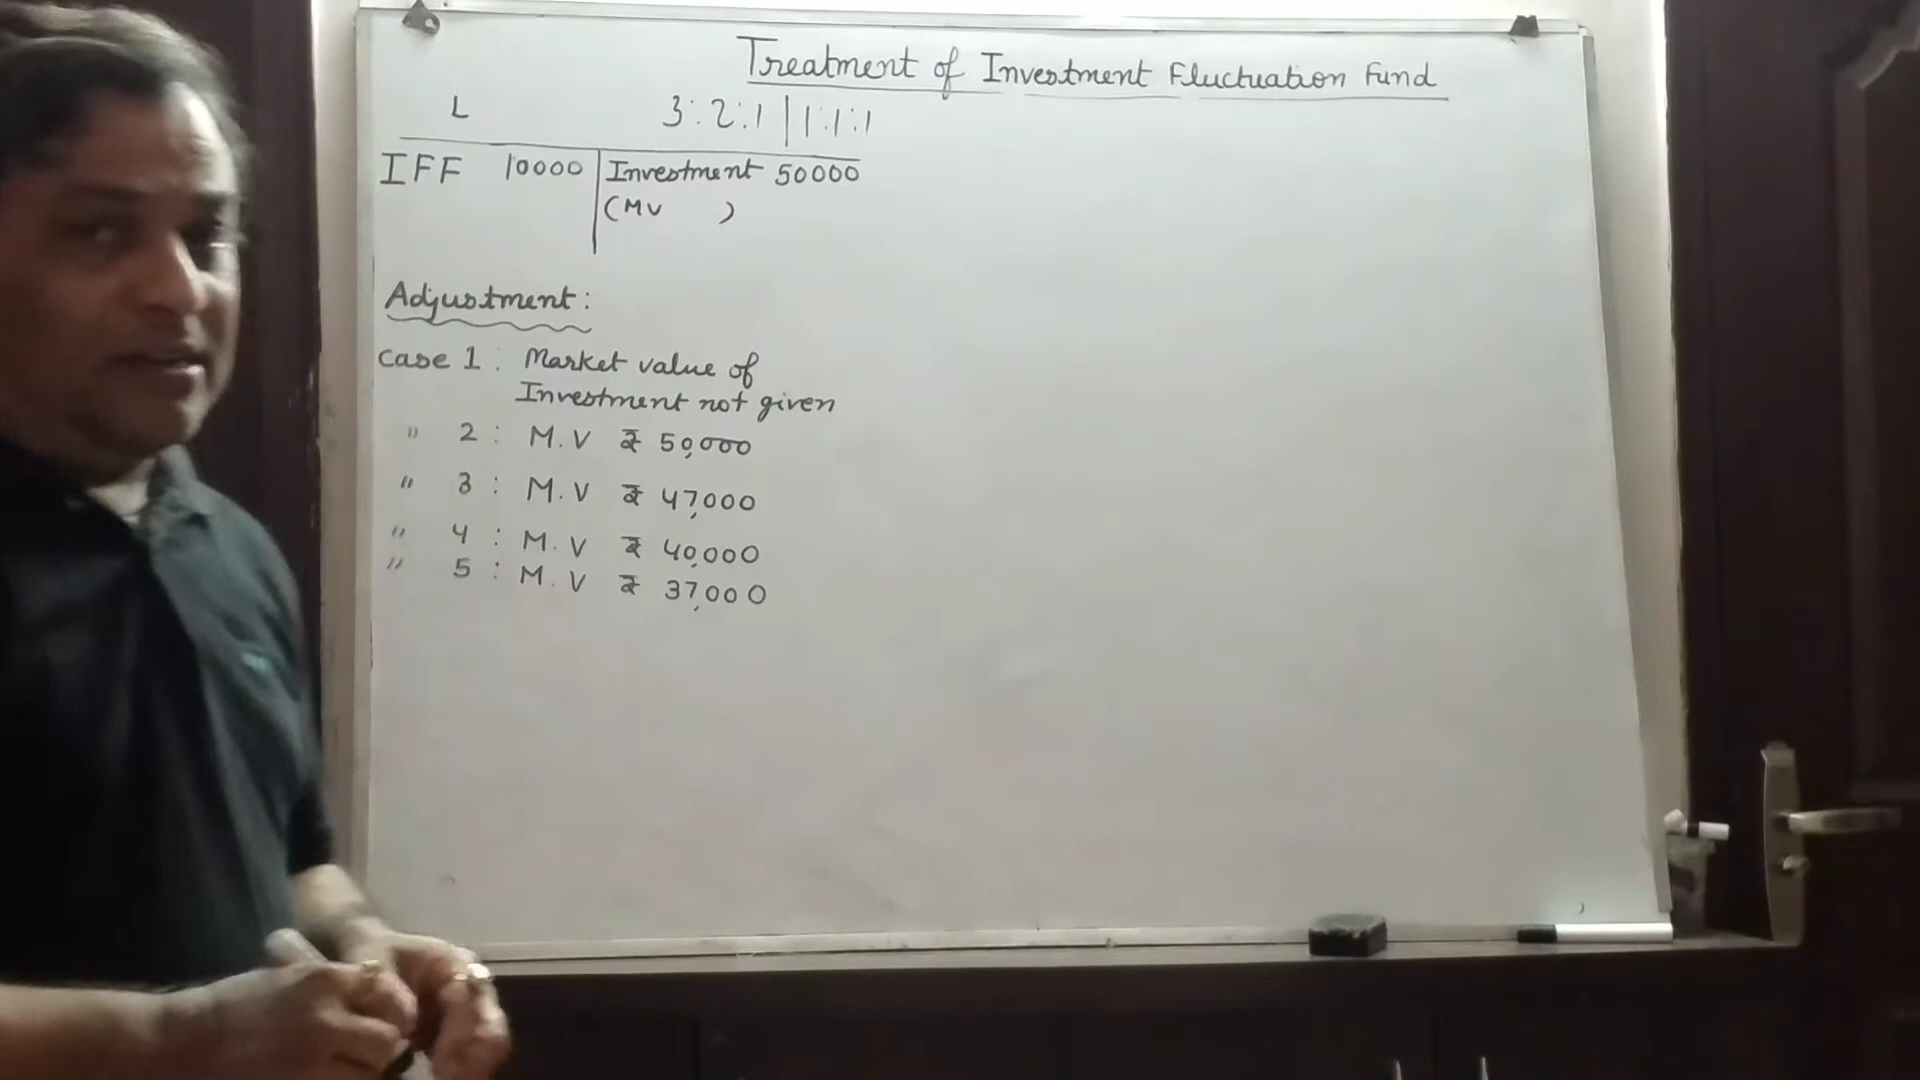 Treatment of Investment Fluctuation Fund
L 3:2:1 | 1:1:1
IFF 10000 Investment 50000
(MV )
Adjustment:
Case 1: Market value of
Investment not given
" 2: M.V ₹ 50,000
" 3: M.V ₹ 47,000
" 4: M.V ₹ 40,000
" 5: M.V ₹ 37,000